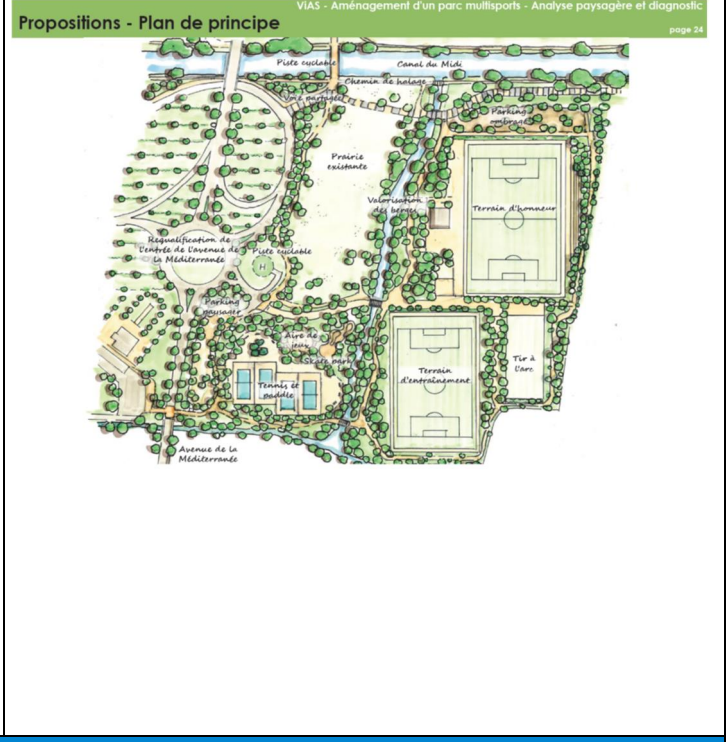 ViAS - Aménagement d'un parc multisports - Analyse paysagère et diagnostic
Propositions - Plan de principe
page 24
Piste cyclable
Canal du Midi
Chemin de halage
Voie partagée
Parking
ombragé
Prairie
existante
Valorisation
des berges
Terrain d'honneur
Requalification de
l'entrée de l'avenue de
la Méditerranée
Piste cyclable
H
Parking
paysager
Aire de
jeux
Skate park
Tennis et
paddle
Terrain
d'entraînement
Tir à
l'arc
Avenue de la
Méditerranée